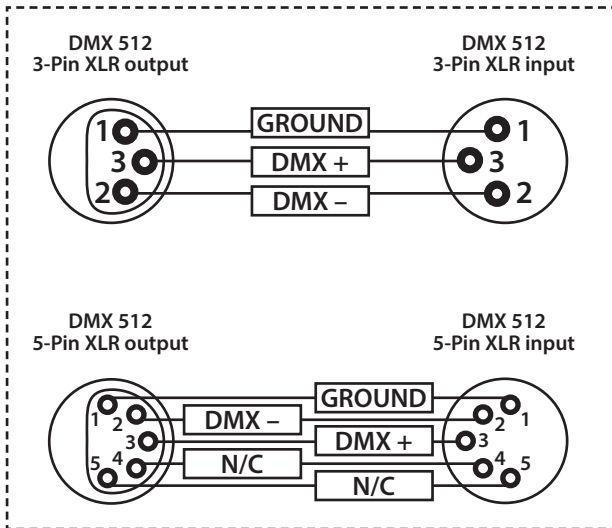 DMX 512
3-Pin XLR output
DMX 512
3-Pin XLR input
1 GROUND 1
3 DMX + 3
2 DMX – 2
DMX 512
5-Pin XLR output
DMX 512
5-Pin XLR input
1 GROUND 1
2 DMX – 2
3 DMX + 3
4 N/C 4
5 N/C 5